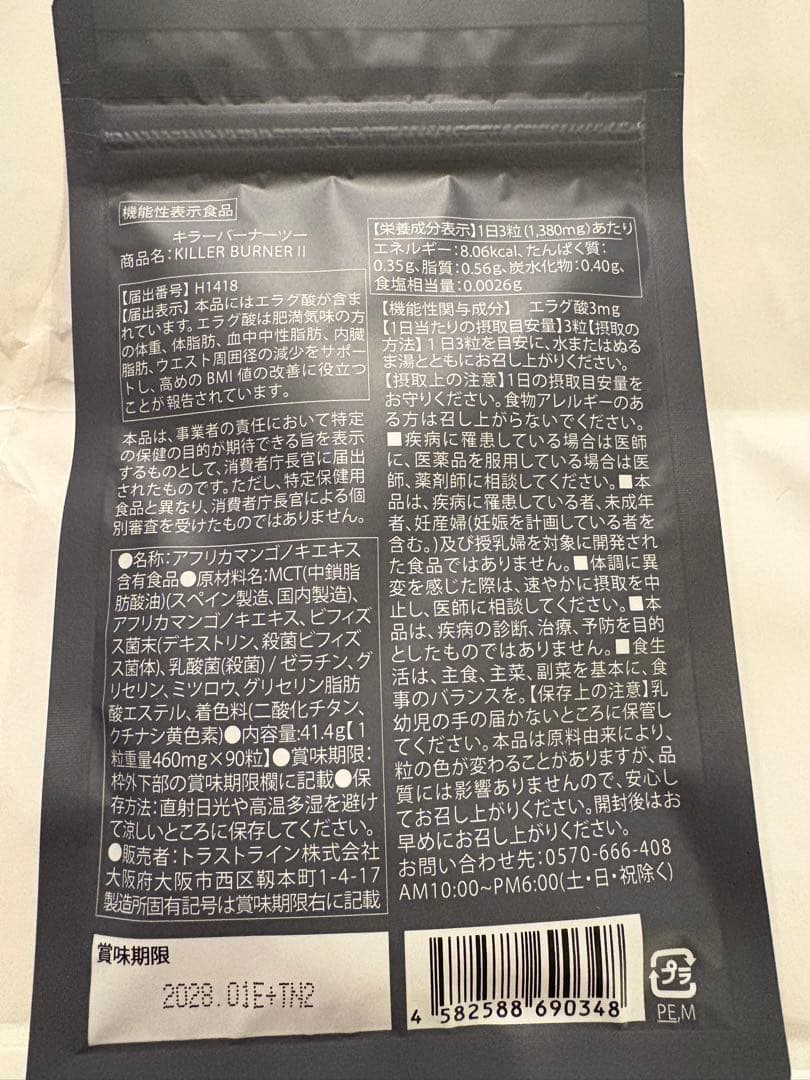 機能性表示食品
キラーバーナーツー
商品名：KILLER BURNERⅡ
【届出番号】H1418
【届出表示】本品にはエラグ酸が含ま
れています。エラグ酸は肥満気味の方
の体重、体脂肪、血中中性脂肪、内臓
脂肪、ウエスト周囲径の減少をサポー
トし、高めのBMI値の改善に役立つ
ことが報告されています。
本品は、事業者の責任において特定
の保健の目的が期待できる旨を表示
するものとして、消費者庁長官に届出
されたものです。ただし、特定保健用
食品と異なり、消費者庁長官による個
別審査を受けたものではありません。
●名称：アフリカマンゴノキエキス
含有食品●原材料名：MCT(中鎖脂
肪酸油)(スペイン製造、国内製造)、
アフリカマンゴノキエキス、ビフィズ
ス菌末(デキストリン、殺菌ビフィズ
ス菌体)、乳酸菌(殺菌) / ゼラチン、グ
リセリン、ミツロウ、グリセリン脂肪
酸エステル、着色料(二酸化チタン、
クチナシ黄色素)●内容量：41.4g【1
粒重量460mg×90粒】●賞味期限：
枠外下部の賞味期限欄に記載●保
存方法：直射日光や高温多湿を避け
て涼しいところに保存してください。
●販売者：トラストライン株式会社
大阪府大阪市西区靱本町1-4-17
製造所固有記号は賞味期限右に記載
【栄養成分表示】1日3粒(1,380mg)あたり
エネルギー：8.06kcal、たんぱく質：
0.35g、脂質：0.56g、炭水化物：0.40g、
食塩相当量：0.0026g
【機能性関与成分】 エラグ酸3mg
【1日当たりの摂取目安量】3粒【摂取の
方法】1日3粒を目安に、水またはぬる
ま湯とともにお召し上がりください。
【摂取上の注意】1日の摂取目安量を
お守りください。食物アレルギーのあ
る方は召し上がらないでください。
■疾病に罹患している場合は医師
に、医薬品を服用している場合は医
師、薬剤師に相談してください。■本
品は、疾病に罹患している者、未成年
者、妊産婦(妊娠を計画している者を
含む。)及び授乳婦を対象に開発され
た食品ではありません。■体調に異
変を感じた際は、速やかに摂取を中
止し、医師に相談してください。■本
品は、疾病の診断、治療、予防を目的
としたものではありません。■食生
活は、主食、主菜、副菜を基本に、食
事のバランスを。【保存上の注意】乳
幼児の手の届かないところに保管し
てください。本品は原料由来により、
粒の色が変わることがありますが、品
質には影響ありませんので、安心し
てお召し上がりください。開封後はお
早めにお召し上がりください。
お問い合わせ先：0570-666-408
AM10:00~PM6:00(土・日・祝除く)
賞味期限
2028.01E+TN2
4 582588 690348
プラ
PE,M